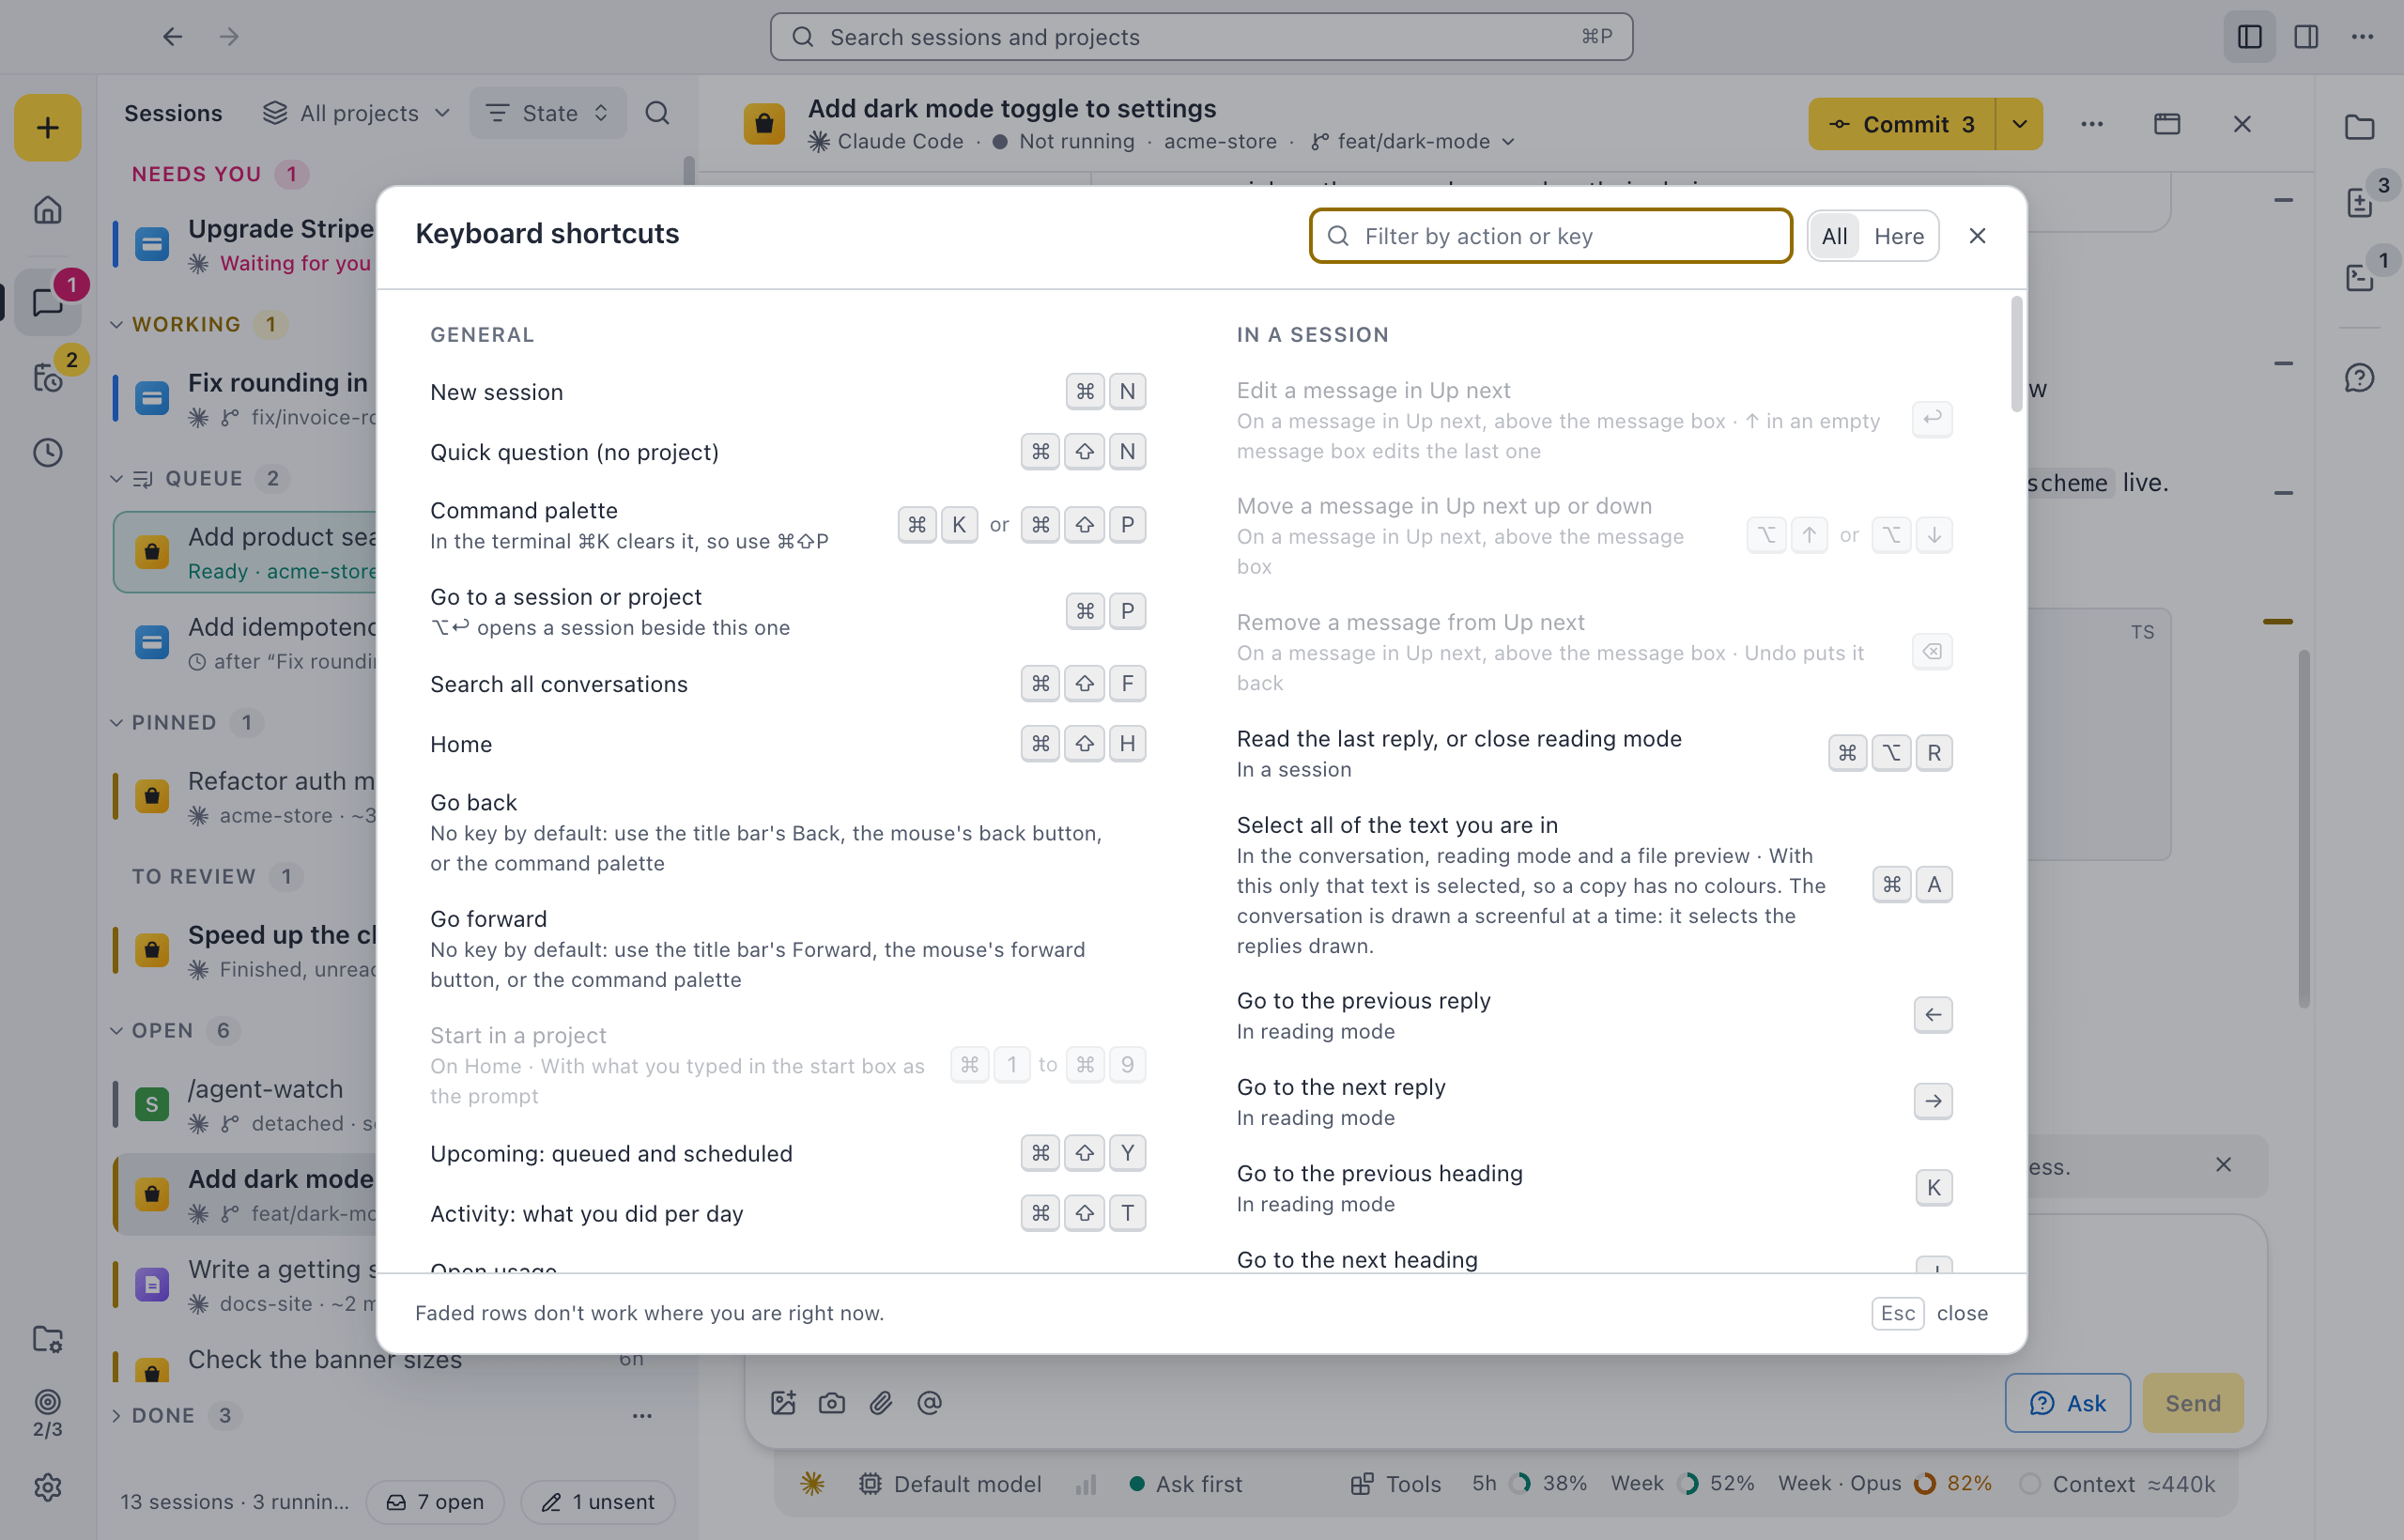 Search sessions and projects
⌘P
Sessions
All projects
State
Add dark mode toggle to settings
Claude Code · Not running · acme-store · feat/dark-mode
Commit 3
NEEDS YOU 1
Upgrade Stripe
Waiting for you
WORKING 1
Fix rounding in
fix/invoice-ro
QUEUE 2
Add product sea
Ready · acme-store
Add idempotenc
after “Fix roundin
PINNED 1
Refactor auth m
acme-store · ~3
TO REVIEW 1
Speed up the cl
Finished, unread
OPEN 6
S
/agent-watch
detached · s
Add dark mode
feat/dark-mo
Write a getting s
docs-site · ~2 m
Check the banner sizes
6h
DONE 3
13 sessions · 3 runnin...
7 open
1 unsent
1
2
2/3
3
1
Keyboard shortcuts
Filter by action or key
All
Here
GENERAL
New session
⌘ N
Quick question (no project)
⌘ ⇧ N
Command palette
In the terminal ⌘K clears it, so use ⌘⇧P
⌘ K or ⌘ ⇧ P
Go to a session or project
⌥↩ opens a session beside this one
⌘ P
Search all conversations
⌘ ⇧ F
Home
⌘ ⇧ H
Go back
No key by default: use the title bar's Back, the mouse's back button,
or the command palette
Go forward
No key by default: use the title bar's Forward, the mouse's forward
button, or the command palette
Start in a project
On Home · With what you typed in the start box as
the prompt
⌘ 1 to ⌘ 9
Upcoming: queued and scheduled
⌘ ⇧ Y
Activity: what you did per day
⌘ ⇧ T
Open usage
IN A SESSION
Edit a message in Up next
On a message in Up next, above the message box · ↑ in an empty
message box edits the last one
↩
Move a message in Up next up or down
On a message in Up next, above the message
box
⌥ ↑ or ⌥ ↓
Remove a message from Up next
On a message in Up next, above the message box · Undo puts it
back
⌫
Read the last reply, or close reading mode
In a session
⌘ ⌥ R
Select all of the text you are in
In the conversation, reading mode and a file preview · With
this only that text is selected, so a copy has no colours. The
conversation is drawn a screenful at a time: it selects the
replies drawn.
⌘ A
Go to the previous reply
In reading mode
←
Go to the next reply
In reading mode
→
Go to the previous heading
In reading mode
K
Go to the next heading
Faded rows don't work where you are right now.
Esc close
w
scheme live.
TS
ess.
Ask
Send
Default model
Ask first
Tools
5h 38%
Week 52%
Week · Opus 82%
Context ≈440k